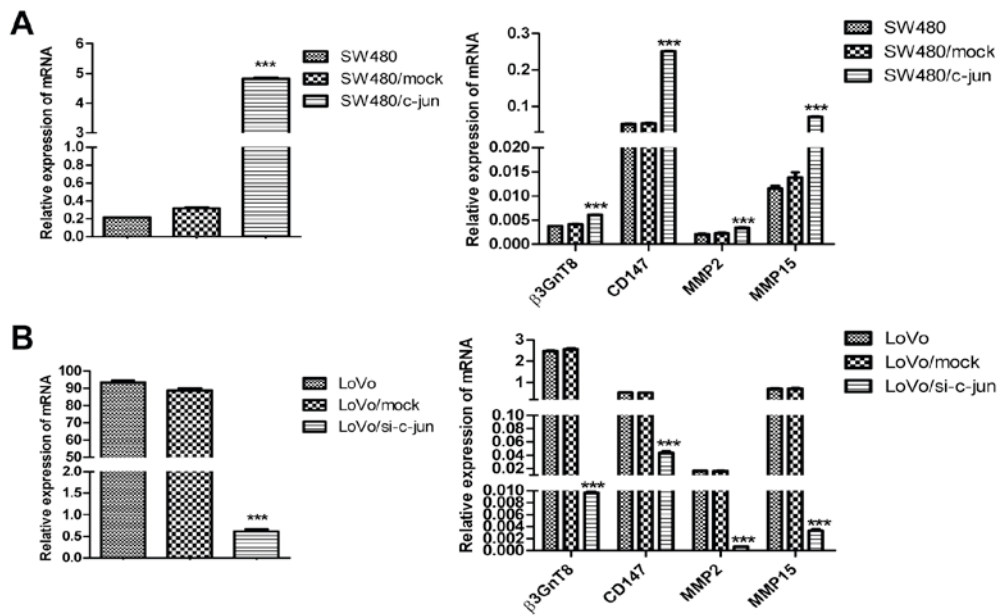 A
Relative expression of mRNA
6
5
4
3
2
1
1.0
0.8
0.6
0.4
0.2
0.0
***
SW480
SW480/mock
SW480/c-jun
Relative expression of mRNA
0.3
0.2
0.1
0.020
0.015
0.010
0.005
0.000
***
***
***
***
β3GnT8
CD147
MMP2
MMP15
SW480
SW480/mock
SW480/c-jun
B
Relative expression of mRNA
100
90
80
70
60
50
2.0
1.5
1.0
0.5
0.0
***
LoVo
LoVo/mock
LoVo/si-c-jun
Relative expression of mRNA
3
2
1
0.10
0.08
0.06
0.04
0.02
0.010
0.008
0.006
0.004
0.002
0.000
***
***
***
***
β3GnT8
CD147
MMP2
MMP15
LoVo
LoVo/mock
LoVo/si-c-jun